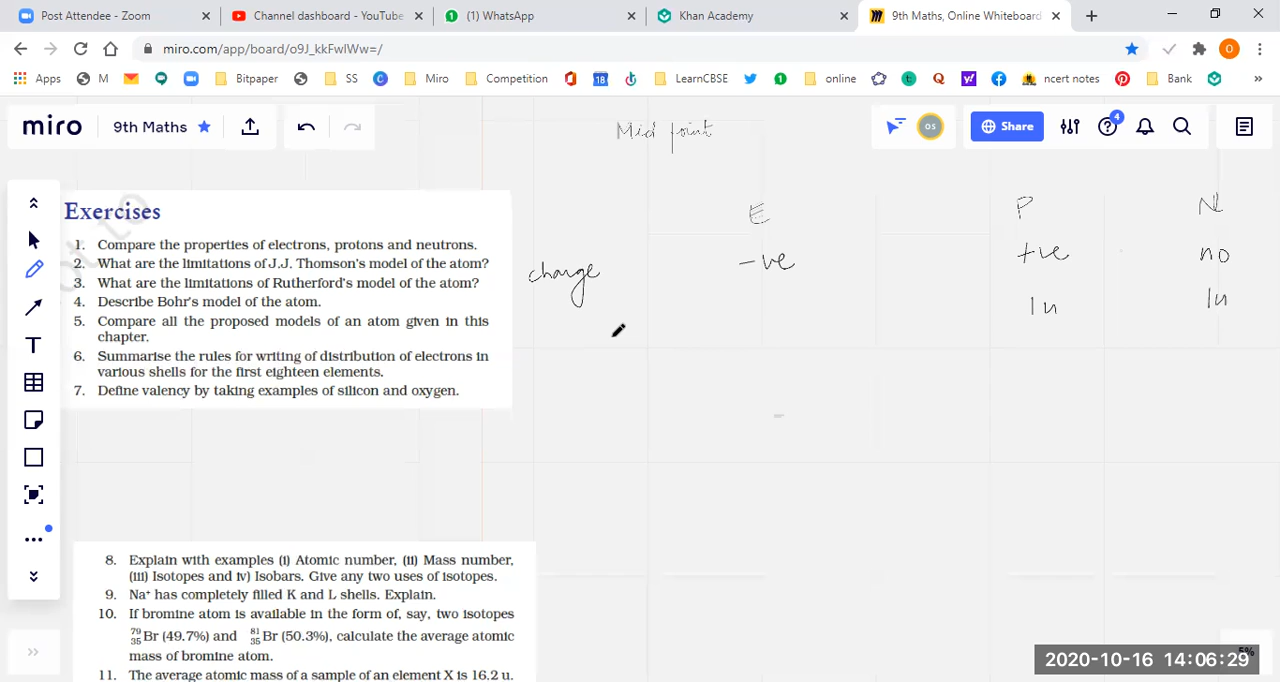 Post Attendee - Zoom
Channel dashboard - YouTube
(1) WhatsApp
Khan Academy
9th Maths, Online Whiteboard
miro.com/app/board/o9J_kkFwlWw=/
Apps
M
Bitpaper
SS
Miro
Competition
18
LearnCBSE
online
ncert notes
Bank
»
miro
9th Maths
Mid point
OS
Share
4
Exercises
1. Compare the properties of electrons, protons and neutrons.
2. What are the limitations of J.J. Thomson's model of the atom?
3. What are the limitations of Rutherford's model of the atom?
4. Describe Bohr's model of the atom.
5. Compare all the proposed models of an atom given in this
chapter.
6. Summarise the rules for writing of distribution of electrons in
various shells for the first eighteen elements.
7. Define valency by taking examples of silicon and oxygen.
E P N
charge -ve +ve no
1u 1u
8. Explain with examples (i) Atomic number, (ii) Mass number,
(iii) Isotopes and iv) Isobars. Give any two uses of isotopes.
9. Na⁺ has completely filled K and L shells. Explain.
10. If bromine atom is available in the form of, say, two isotopes
⁷⁹₃₅Br (49.7%) and ⁸¹₃₅Br (50.3%), calculate the average atomic
mass of bromine atom.
11. The average atomic mass of a sample of an element X is 16.2 u.
2020-10-16 14:06:29